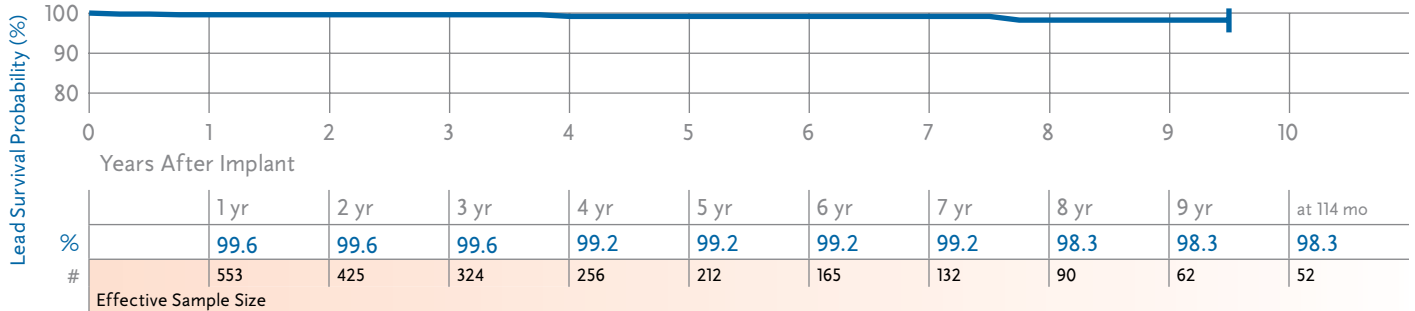 Lead Survival Probability (%)
100
90
80
0 1 2 3 4 5 6 7 8 9 10
Years After Implant
1 yr 2 yr 3 yr 4 yr 5 yr 6 yr 7 yr 8 yr 9 yr at 114 mo
% 99.6 99.6 99.6 99.2 99.2 99.2 99.2 98.3 98.3 98.3
# 553 425 324 256 212 165 132 90 62 52
Effective Sample Size